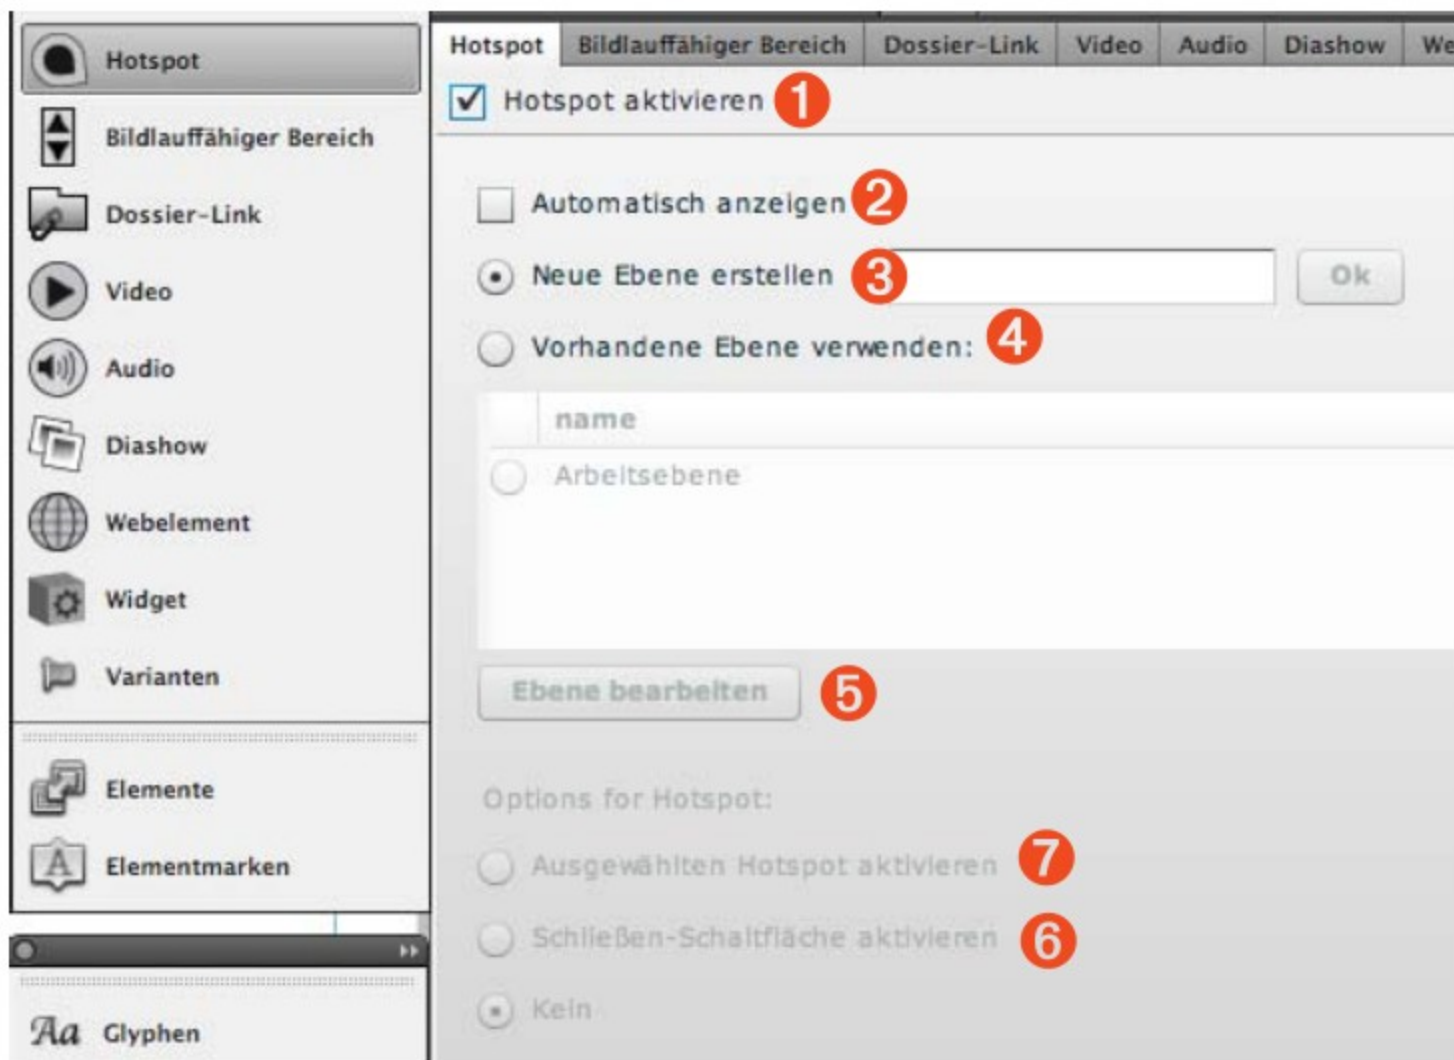 Hotspot
Bildlauffähiger Bereich
Dossier-Link
Video
Audio
Diashow
Webelement
Widget
Varianten
Elemente
Elementmarken
Aa Glyphen
Hotspot Bildlauffähiger Bereich Dossier-Link Video Audio Diashow We
Hotspot aktivieren 1
Automatisch anzeigen 2
Neue Ebene erstellen 3 Ok
Vorhandene Ebene verwenden: 4
name
Arbeitsebene
Ebene bearbeiten 5
Options for Hotspot:
Ausgewählten Hotspot aktivieren 7
Schließen-Schaltfläche aktivieren 6
Kein